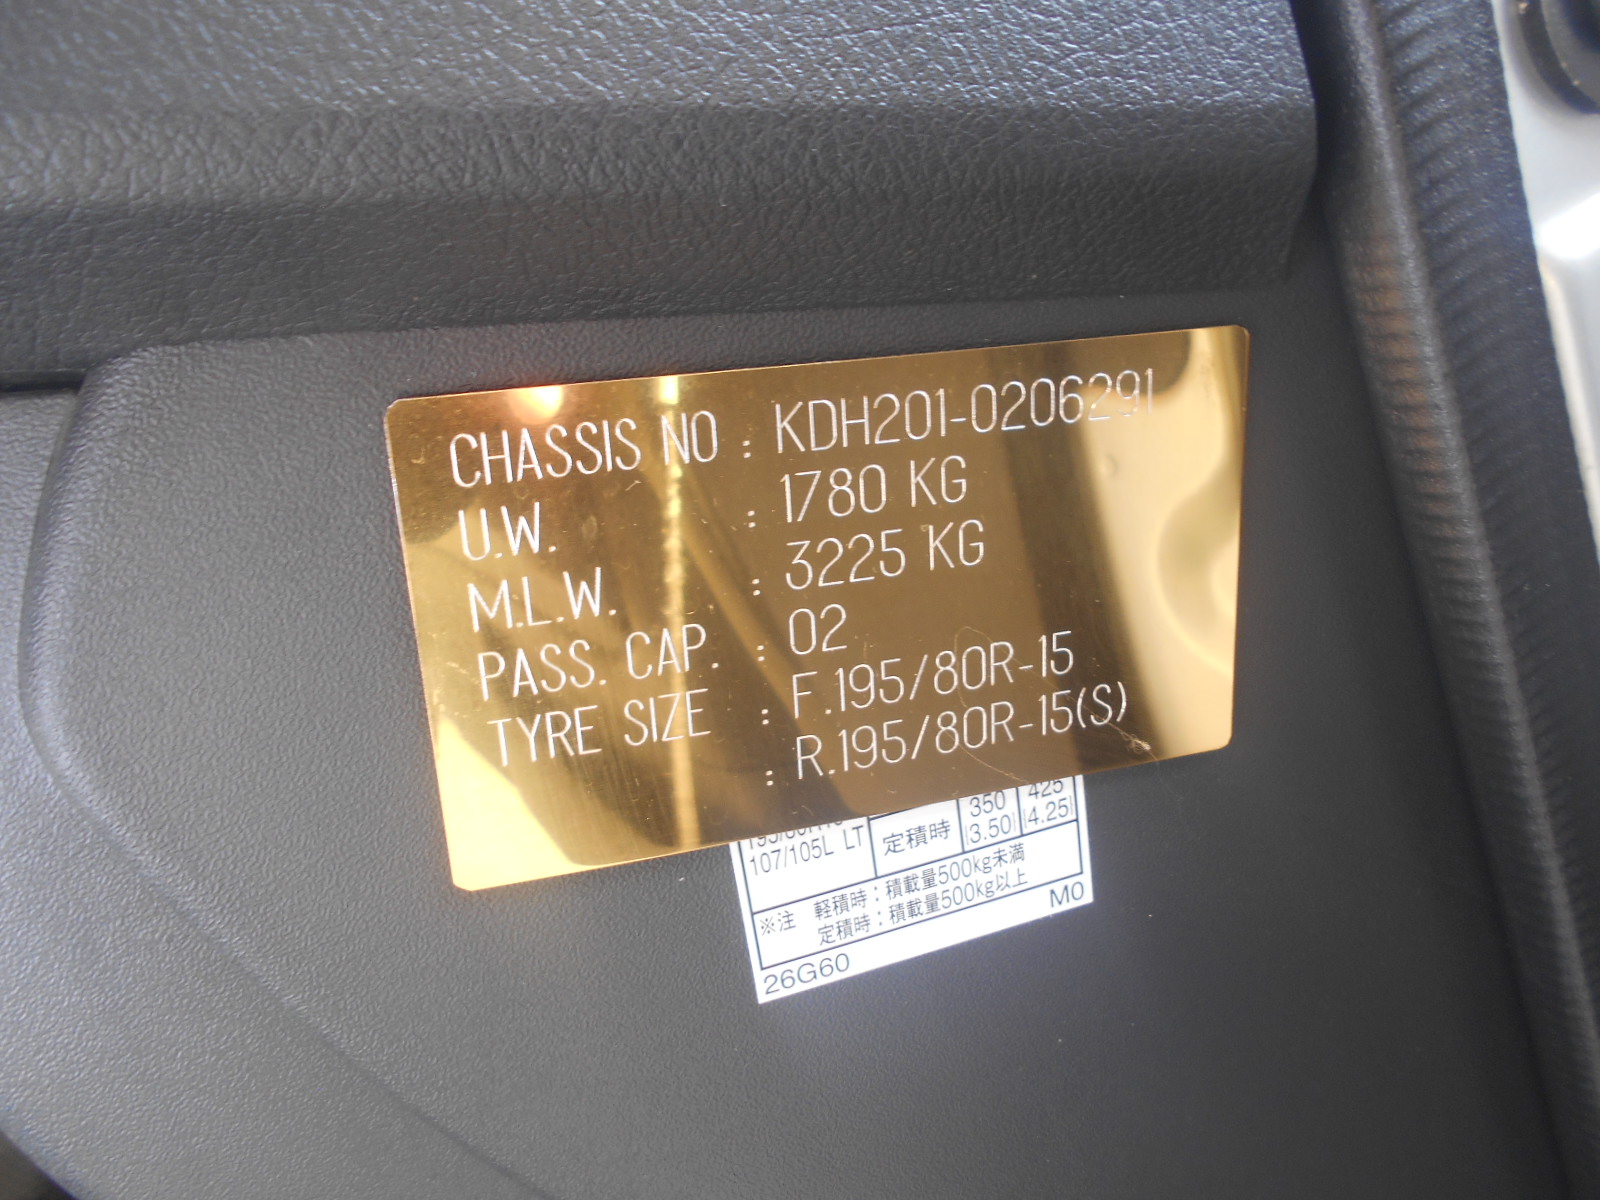 CHASSIS NO : KDH201-0206291
U.W. : 1780 KG
M.L.W. : 3225 KG
PASS. CAP. : 02
TYRE SIZE : F.195/80R-15
: R.195/80R-15(S)
350 425
107/105L LT 定積時 |3.50| |4.25|
※注 軽積時：積載量500kg未満
定積時：積載量500kg以上
M0
26G60